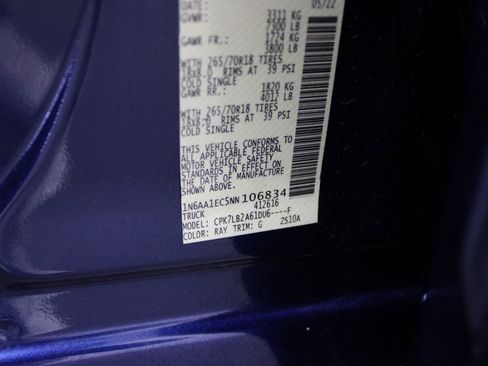 DATE: 05/22
GVWR: 3311 KG
7300 LB
GAWR FR.: 1724 KG
3800 LB
WITH 265/70R18 TIRES
18X8.0 RIMS AT 39 PSI
COLD SINGLE
GAWR RR.: 1820 KG
4012 LB
WITH 265/70R18 TIRES
18X8.0 RIMS AT 39 PSI
COLD SINGLE
THIS VEHICLE CONFORMS TO
ALL APPLICABLE FEDERAL
MOTOR VEHICLE SAFETY
STANDARDS IN EFFECT ON THE
DATE OF MANUFACTURE
1N6AA1EC5NN106834
TRUCK 412616
MODEL: CPK7LB2A61DU6----F
COLOR: RAY TRIM: G ZS10A